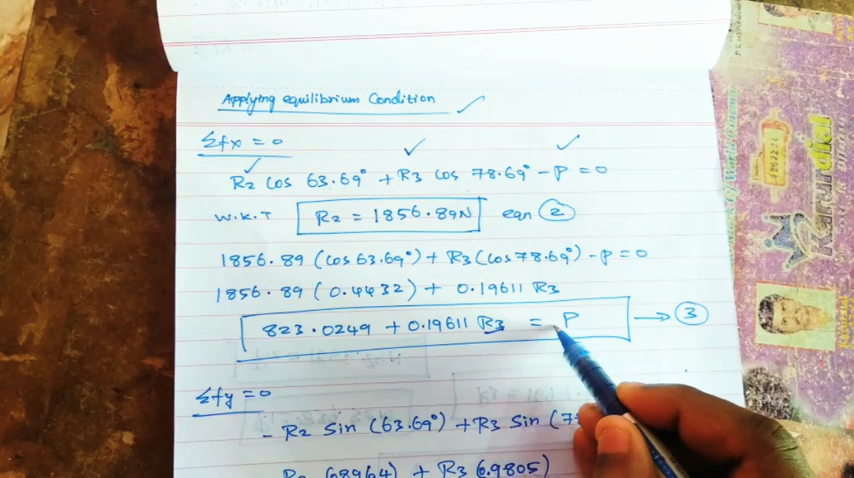 Applying equilibrium Condition
Σfx = 0
R2 cos 63.69° + R3 cos 78.69° - P = 0
W.K.T R2 = 1856.89N eqn 2
1856.89 (cos 63.69°) + R3 (cos 78.69°) - P = 0
1856.89 (0.4432) + 0.19611 R3
823.0249 + 0.19611 R3 = P → 3
Σfy = 0
- R2 Sin (63.69°) + R3 Sin (7
R2 (.8964) + R3 (0.9805)